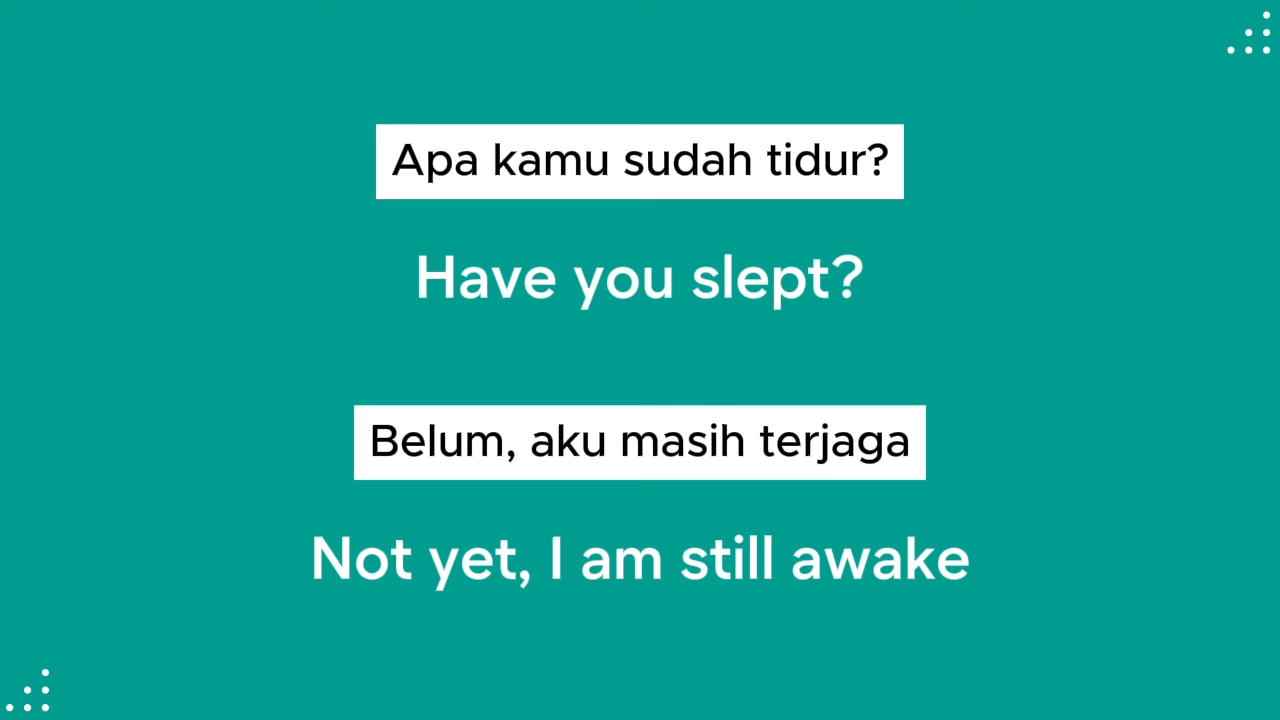 Apa kamu sudah tidur?
Have you slept?
Belum, aku masih terjaga
Not yet, I am still awake